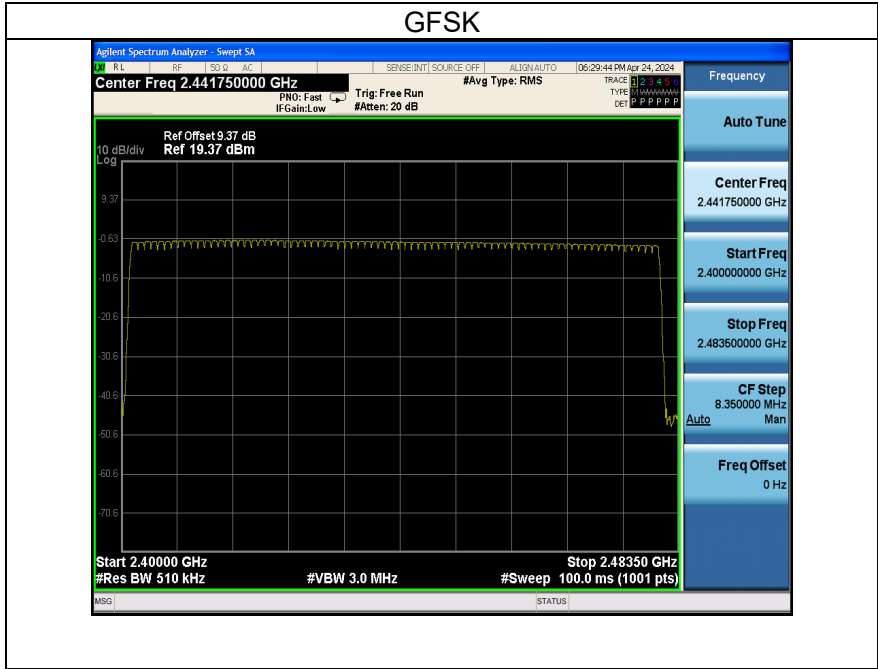 GFSK
Agilent Spectrum Analyzer - Swept SA
LXI RL RF 50 Ω AC SENSE:INT SOURCE OFF ALIGNAUTO 06:29:44 PM Apr 24, 2024
Center Freq 2.441750000 GHz
PNO: Fast
IFGain:Low
Trig: Free Run
#Atten: 20 dB
#Avg Type: RMS
TRACE 1 2 3 4 5 6
TYPE M WWWWW
DET P P P P P P
Ref Offset 9.37 dB
10 dB/div Ref 19.37 dBm
Log
9.37
-0.63
-10.6
-20.6
-30.6
-40.6
-50.6
-60.6
-70.6
Start 2.40000 GHz Stop 2.48350 GHz
#Res BW 510 kHz #VBW 3.0 MHz #Sweep 100.0 ms (1001 pts)
MSG STATUS
Frequency
Auto Tune
Center Freq
2.441750000 GHz
Start Freq
2.400000000 GHz
Stop Freq
2.483500000 GHz
CF Step
8.350000 MHz
Auto Man
Freq Offset
0 Hz